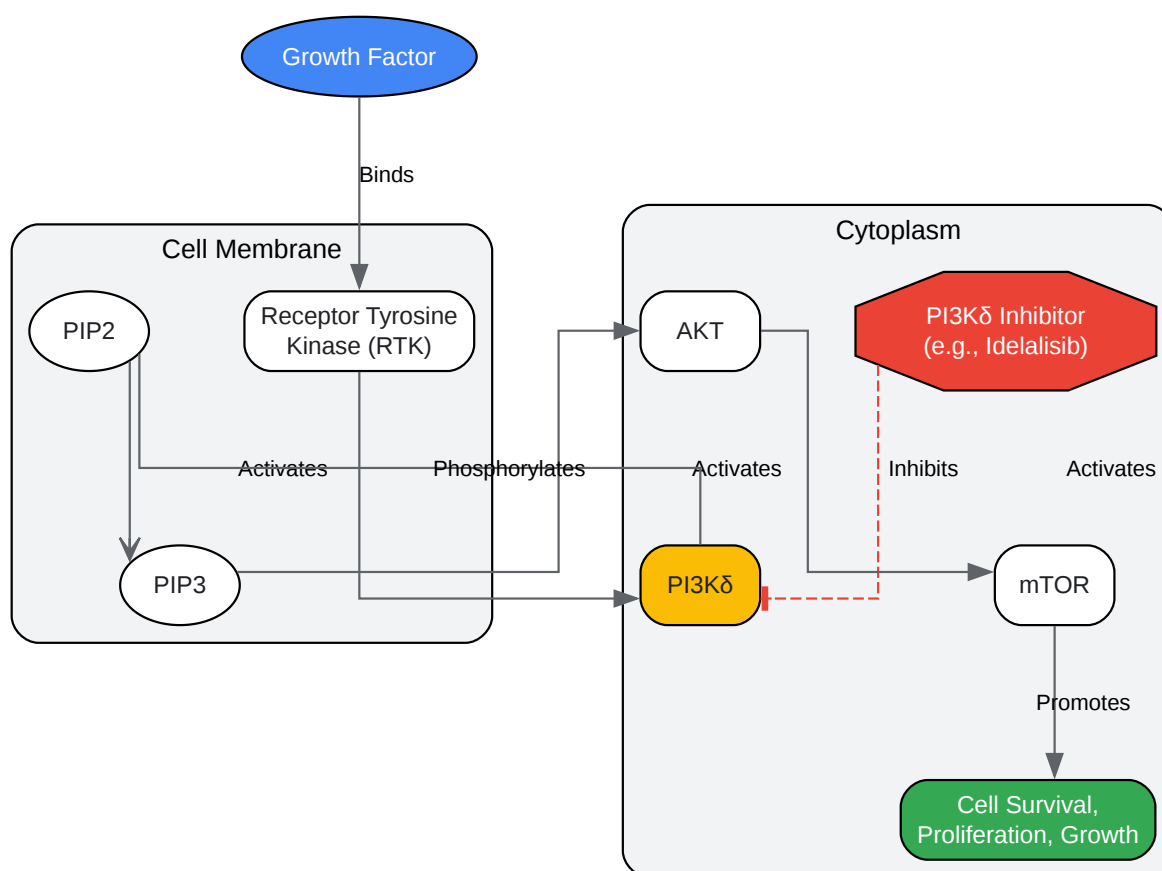 Growth Factor
Binds
Cell Membrane
Cytoplasm
PIP2
Receptor Tyrosine
Kinase (RTK)
AKT
PI3Kδ Inhibitor
(e.g., Idelalisib)
Activates
Phosphorylates
Activates
Inhibits
Activates
PIP3
PI3Kδ
mTOR
Promotes
Cell Survival,
Proliferation, Growth